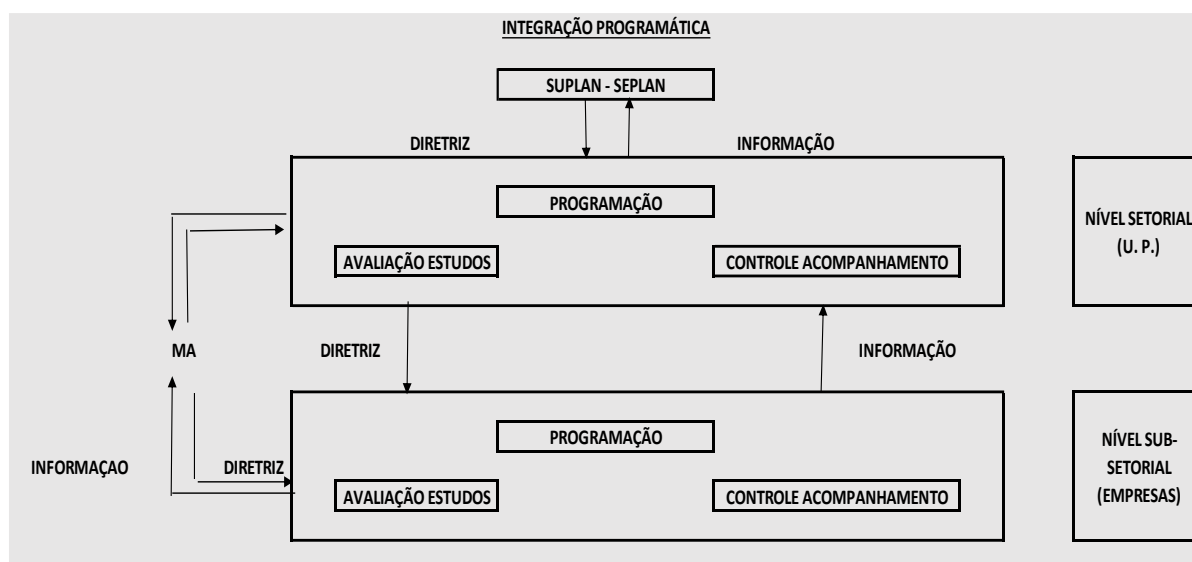 INTEGRAÇÃO PROGRAMÁTICA
SUPLAN - SEPLAN
DIRETRIZ
INFORMAÇÃO
PROGRAMAÇÃO
AVALIAÇÃO ESTUDOS
CONTROLE ACOMPANHAMENTO
NÍVEL SETORIAL
(U. P.)
MA
DIRETRIZ
INFORMAÇÃO
PROGRAMAÇÃO
INFORMAÇAO
DIRETRIZ
AVALIAÇÃO ESTUDOS
CONTROLE ACOMPANHAMENTO
NÍVEL SUB-
SETORIAL
(EMPRESAS)